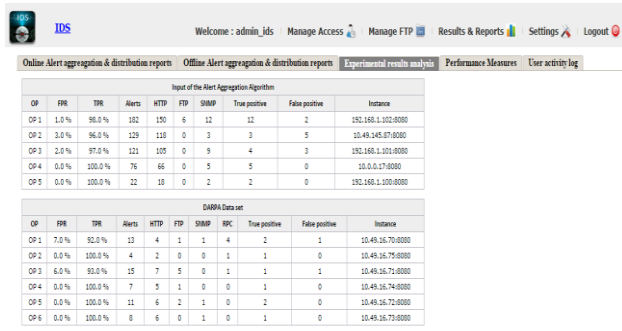 IDS
IDS
Welcome : admin_ids Manage Access Manage FTP Results & Reports Settings Logout
Online Alert aggreagation & distribution reports Offline Alert aggregation & distribution reports Experimental results analysis Performance Measures User activity log
Input of the Alert Aggregation Algorithm
OP FPR TPR Alerts HTTP FTP SNMP True positive False positive Instance
OP 1 1.0 % 98.0 % 182 150 6 12 12 2 192.168.1.102:8080
OP 2 3.0 % 96.0 % 129 118 0 3 3 5 10.49.145.87:8080
OP 3 2.0 % 97.0 % 121 105 0 9 4 3 192.168.1.101:8080
OP 4 0.0 % 100.0 % 76 66 0 5 5 0 10.0.0.17:8080
OP 5 0.0 % 100.0 % 22 18 0 2 2 0 192.168.1.100:8080
DARPA Data set
OP FPR TPR Alerts HTTP FTP SNMP RPC True positive False positive Instance
OP 1 7.0 % 92.0 % 13 4 1 1 4 2 1 10.49.16.70:8080
OP 2 0.0 % 100.0 % 4 2 0 0 1 1 0 10.49.16.75:8080
OP 3 6.0 % 93.0 % 15 7 5 0 1 1 1 10.49.16.71:8080
OP 4 0.0 % 100.0 % 7 5 1 0 0 1 0 10.49.16.74:8080
OP 5 0.0 % 100.0 % 11 6 2 1 0 2 0 10.49.16.72:8080
OP 6 0.0 % 100.0 % 8 6 0 1 0 1 0 10.49.16.73:8080